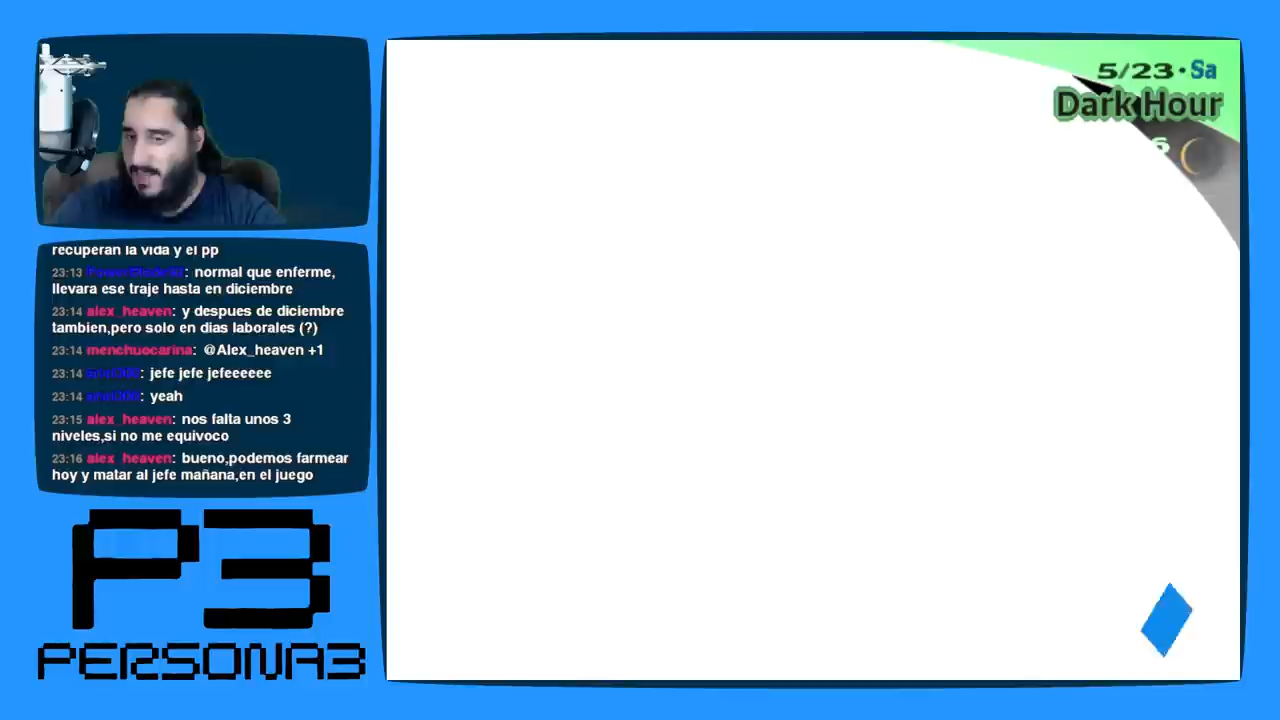 5/23・Sa
Dark Hour
6
recuperan la vida y el pp
23:13 : normal que enferme,
llevara ese traje hasta en diciembre
23:14 alex_heaven: y despues de diciembre
tambien,pero solo en dias laborales (?)
23:14 menchuocarina: @Alex_heaven +1
23:14 : jefe jefe jefeeeeee
23:14 : yeah
23:15 alex_heaven: nos falta unos 3
niveles,si no me equivoco
23:16 alex_heaven: bueno,podemos farmear
hoy y matar al jefe mañana,en el juego
P3
PERSONA3